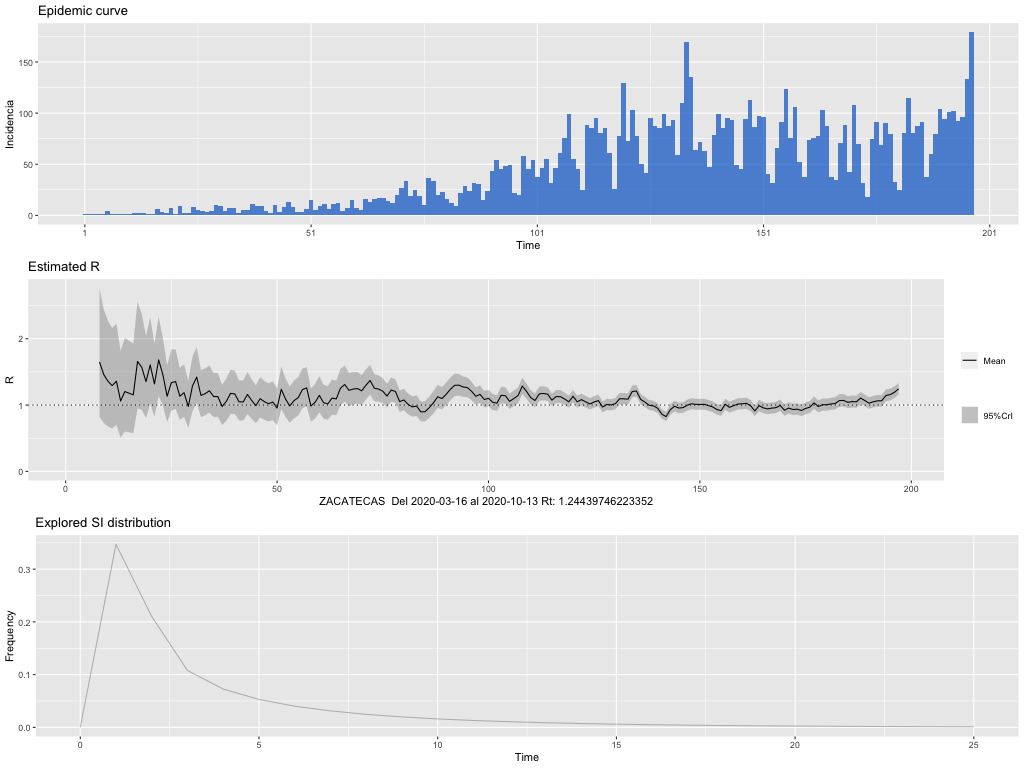 Epidemic curve
150
100
50
0
Incidencia
1 51 101 151 201
Time
Estimated R
2
1
0
R
Mean
95%CrI
0 50 100 150 200
ZACATECAS Del 2020-03-16 al 2020-10-13 Rt: 1.24439746223352
Explored SI distribution
0.3
0.2
0.1
0.0
Frequency
0 5 10 15 20 25
Time